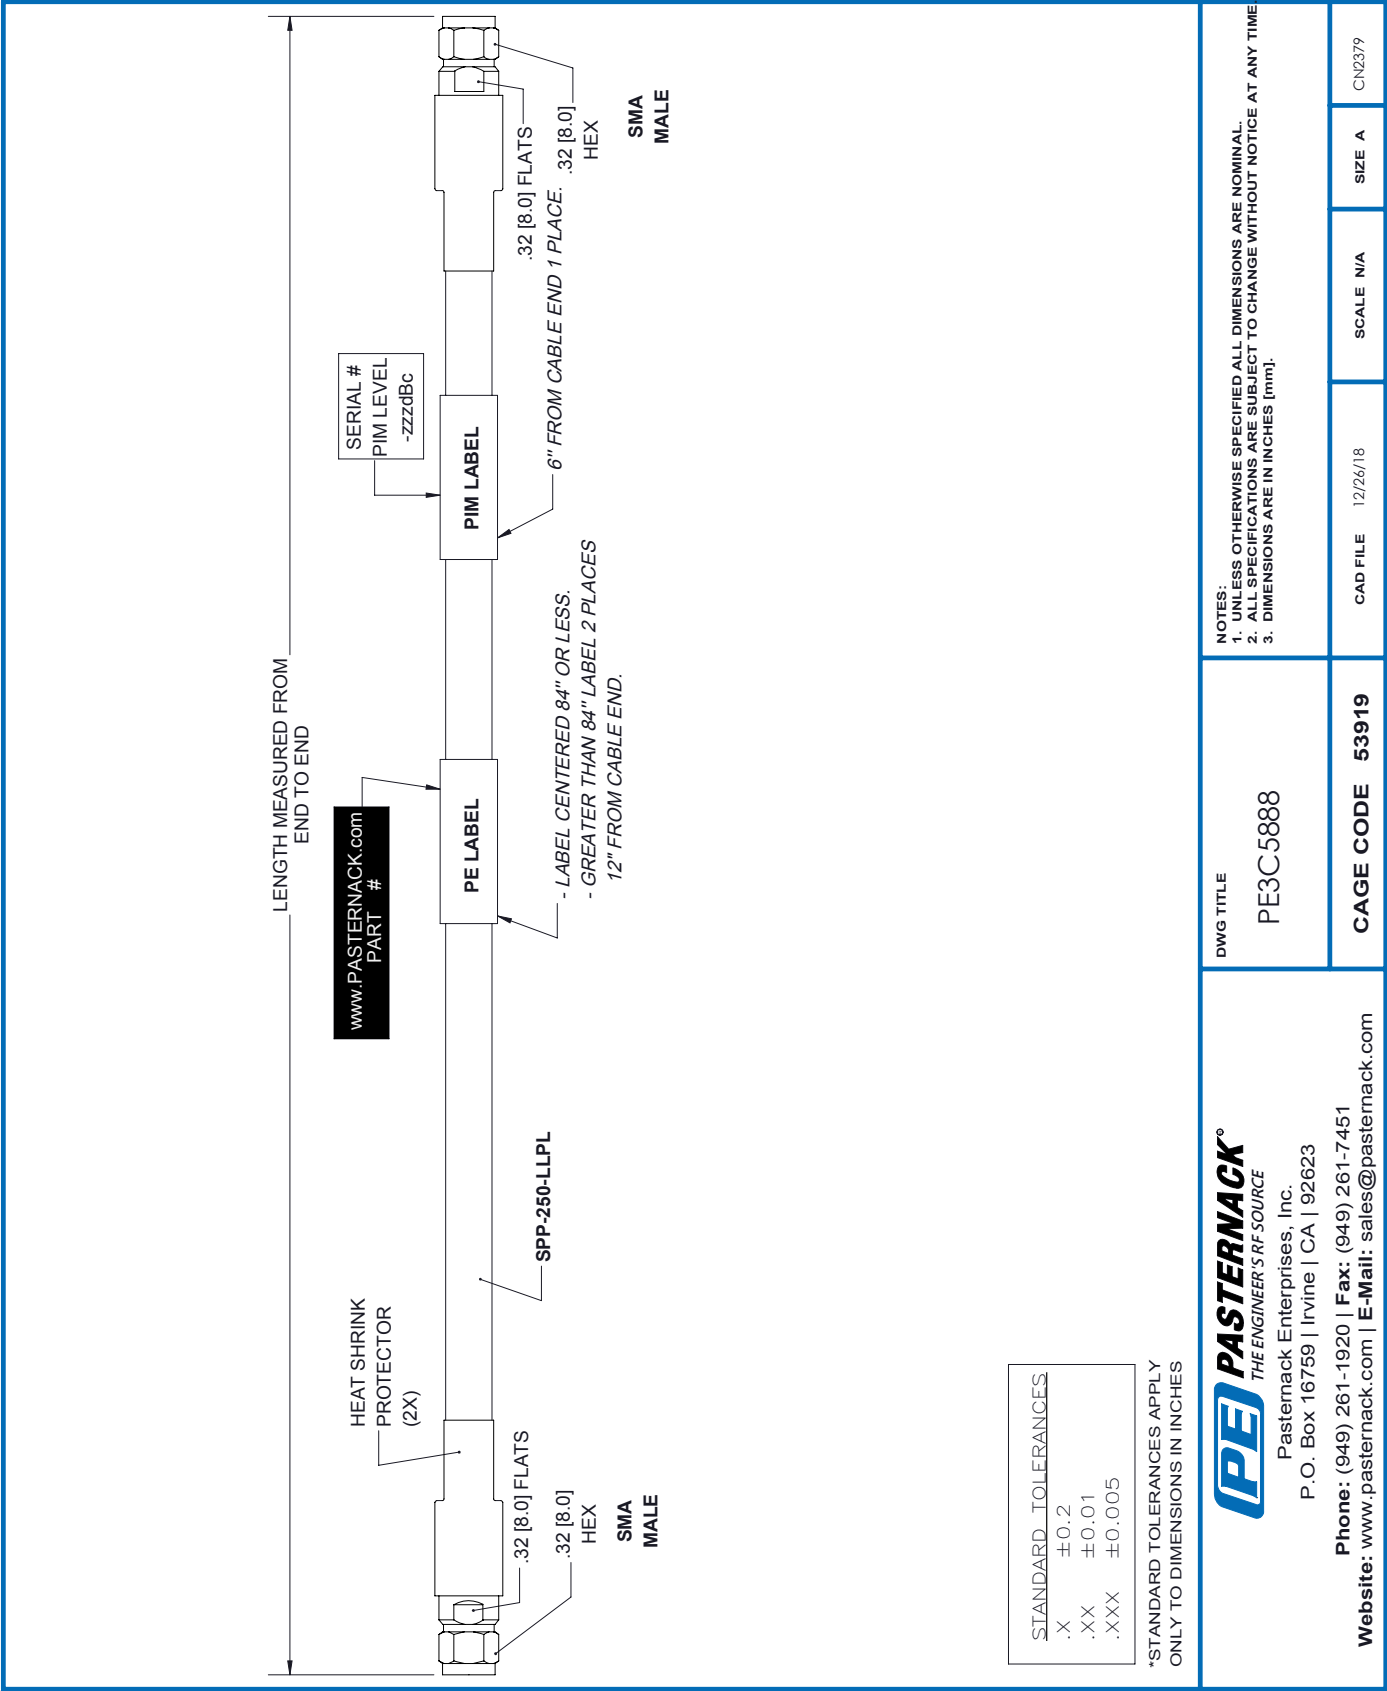 LENGTH MEASURED FROM
END TO END
HEAT SHRINK
PROTECTOR
(2X)
www.PASTERNACK.com
PART #
SERIAL #
PIM LEVEL
-zzzdBc
PE LABEL
PIM LABEL
.32 [8.0] FLATS
.32 [8.0]
HEX
SMA
MALE
SPP-250-LLPL
- LABEL CENTERED 84" OR LESS.
- GREATER THAN 84" LABEL 2 PLACES
12" FROM CABLE END.
6" FROM CABLE END 1 PLACE.
.32 [8.0] FLATS
.32 [8.0]
HEX
SMA
MALE
STANDARD TOLERANCES
.X ±0.2
.XX ±0.01
.XXX ±0.005
*STANDARD TOLERANCES APPLY
ONLY TO DIMENSIONS IN INCHES
PE PASTERNACK®
THE ENGINEER'S RF SOURCE
Pasternack Enterprises, Inc.
P.O. Box 16759 | Irvine | CA | 92623
Phone: (949) 261-1920 | Fax: (949) 261-7451
Website: www.pasternack.com | E-Mail: sales@pasternack.com
DWG TITLE
PE3C5888
CAGE CODE 53919
NOTES:
1. UNLESS OTHERWISE SPECIFIED ALL DIMENSIONS ARE NOMINAL.
2. ALL SPECIFICATIONS ARE SUBJECT TO CHANGE WITHOUT NOTICE AT ANY TIME.
3. DIMENSIONS ARE IN INCHES [mm].
CAD FILE 12/26/18
SCALE N/A
SIZE A
CN2379